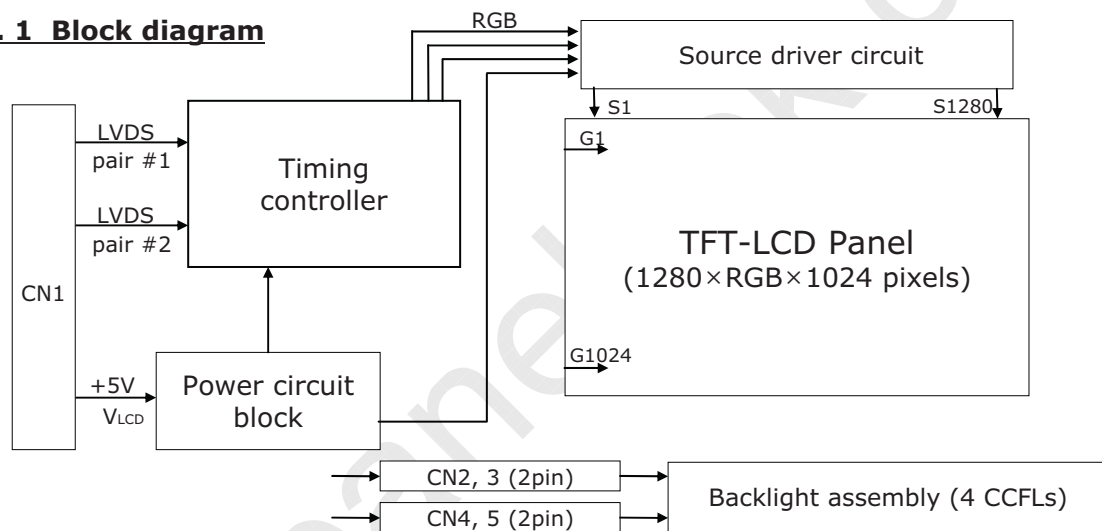 . 1 Block diagram
RGB
Source driver circuit
S1
S1280
LVDS
pair #1
Timing
controller
G1
LVDS
pair #2
TFT-LCD Panel
(1280×RGB×1024 pixels)
CN1
G1024
+5V
VLCD
Power circuit
block
CN2, 3 (2pin)
Backlight assembly (4 CCFLs)
CN4, 5 (2pin)